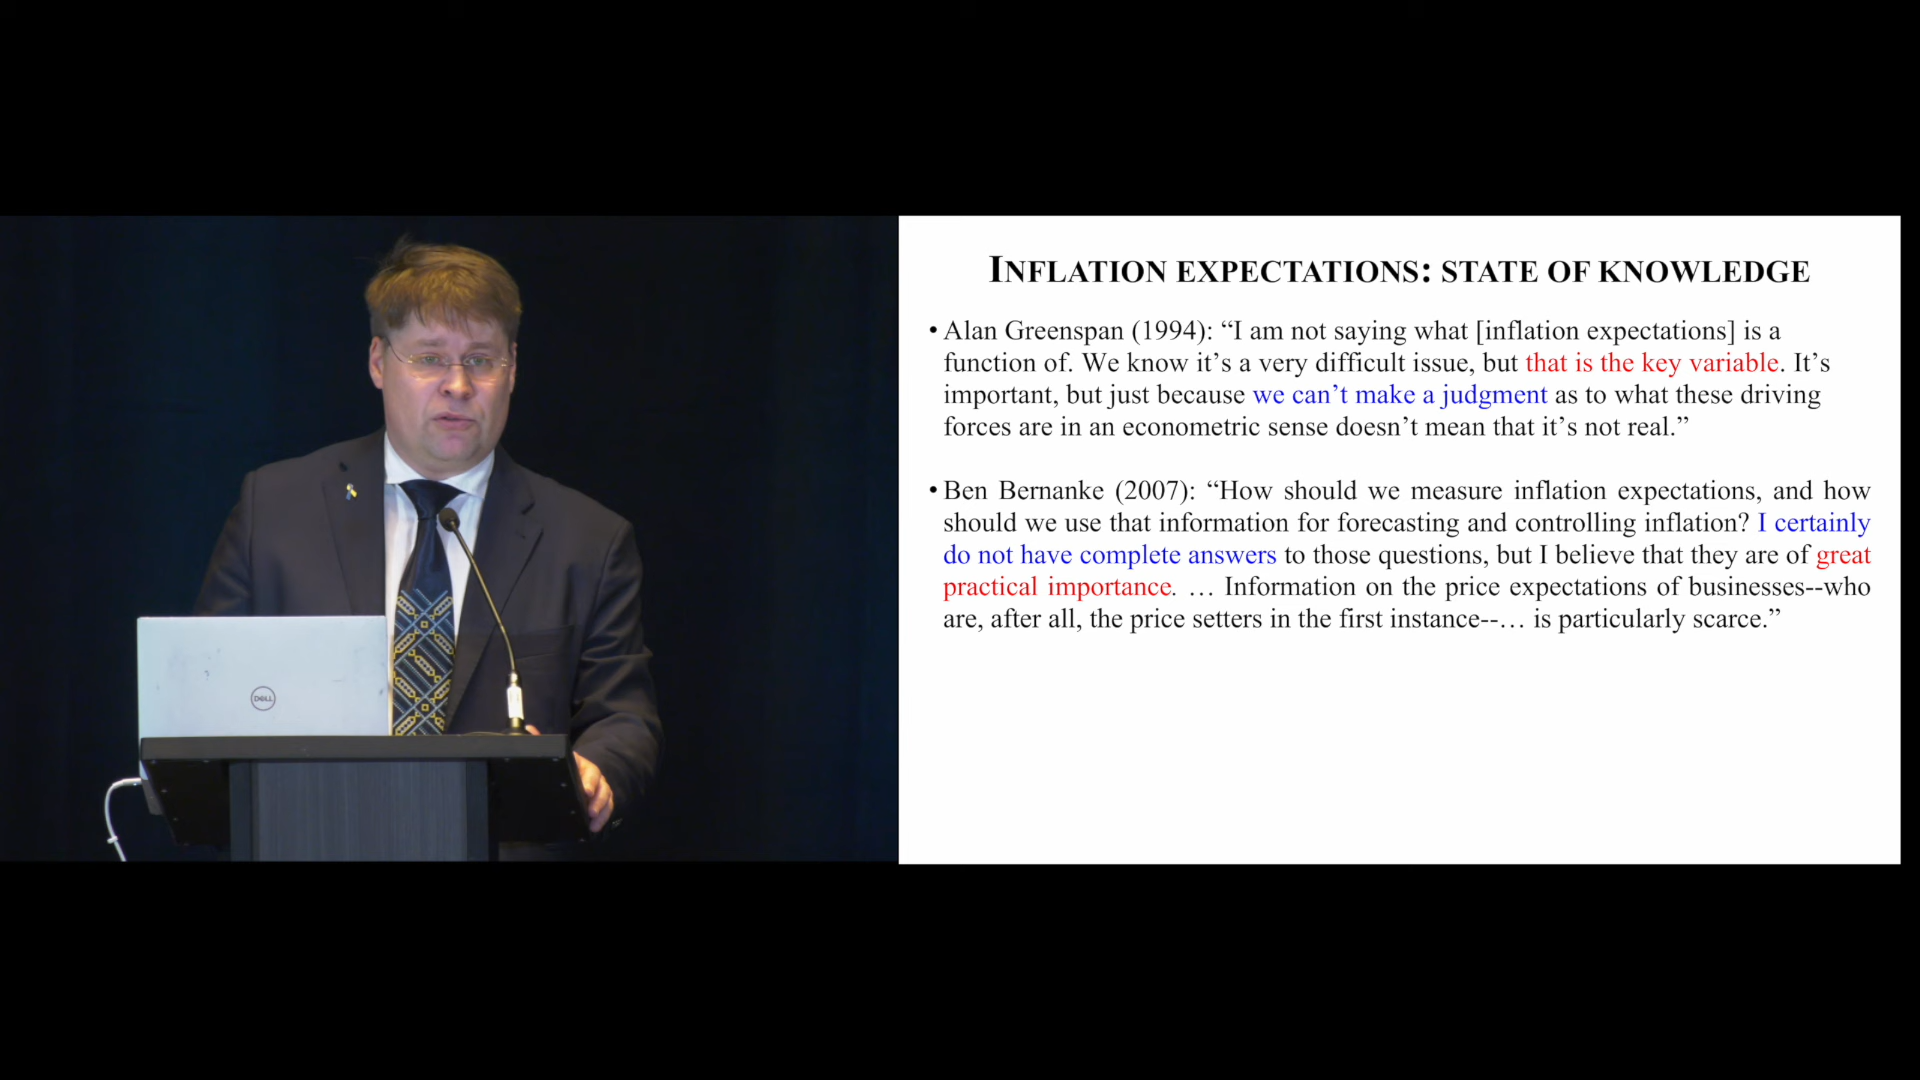 INFLATION EXPECTATIONS: STATE OF KNOWLEDGE
• Alan Greenspan (1994): “I am not saying what [inflation expectations] is a
function of. We know it’s a very difficult issue, but that is the key variable. It’s
important, but just because we can’t make a judgment as to what these driving
forces are in an econometric sense doesn’t mean that it’s not real.”
• Ben Bernanke (2007): “How should we measure inflation expectations, and how
should we use that information for forecasting and controlling inflation? I certainly
do not have complete answers to those questions, but I believe that they are of great
practical importance. … Information on the price expectations of businesses--who
are, after all, the price setters in the first instance--… is particularly scarce.”
DELL